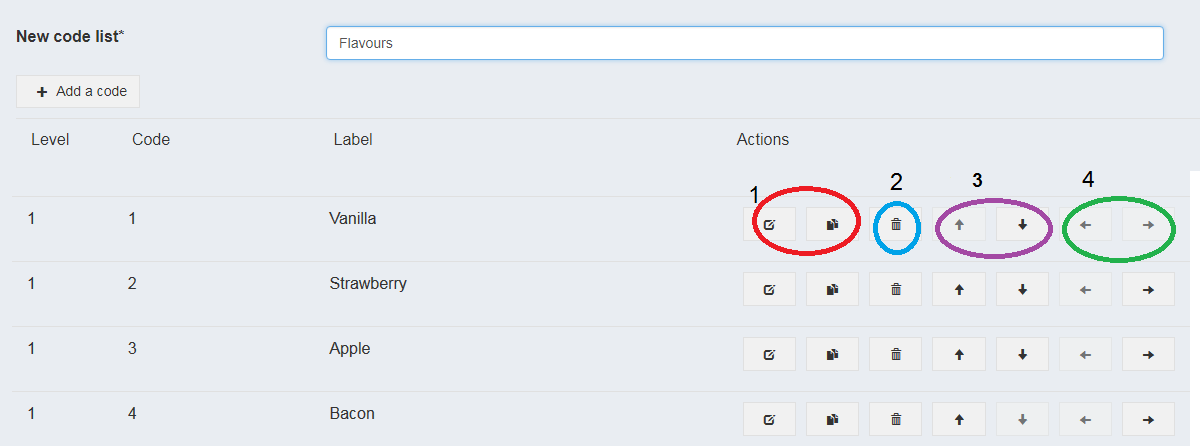 New code list*
Flavours
+ Add a code
Level Code Label Actions
1 2 3 4
1 1 Vanilla
1 2 Strawberry
1 3 Apple
1 4 Bacon